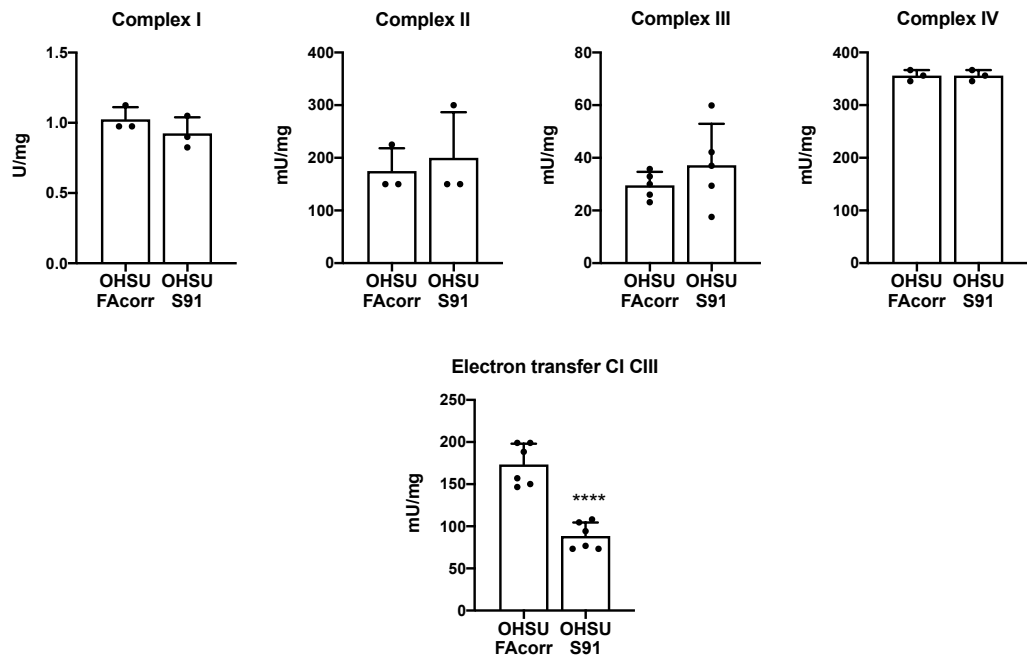 Complex I
1.5
1.0
0.5
0.0
U/mg
OHSU
FAcorr
OHSU
S91
Complex II
400
300
200
100
0
mU/mg
OHSU
FAcorr
OHSU
S91
Complex III
80
60
40
20
0
mU/mg
OHSU
FAcorr
OHSU
S91
Complex IV
400
300
200
100
0
mU/mg
OHSU
FAcorr
OHSU
S91
Electron transfer CI CIII
250
200
150
100
50
0
mU/mg
****
OHSU
FAcorr
OHSU
S91